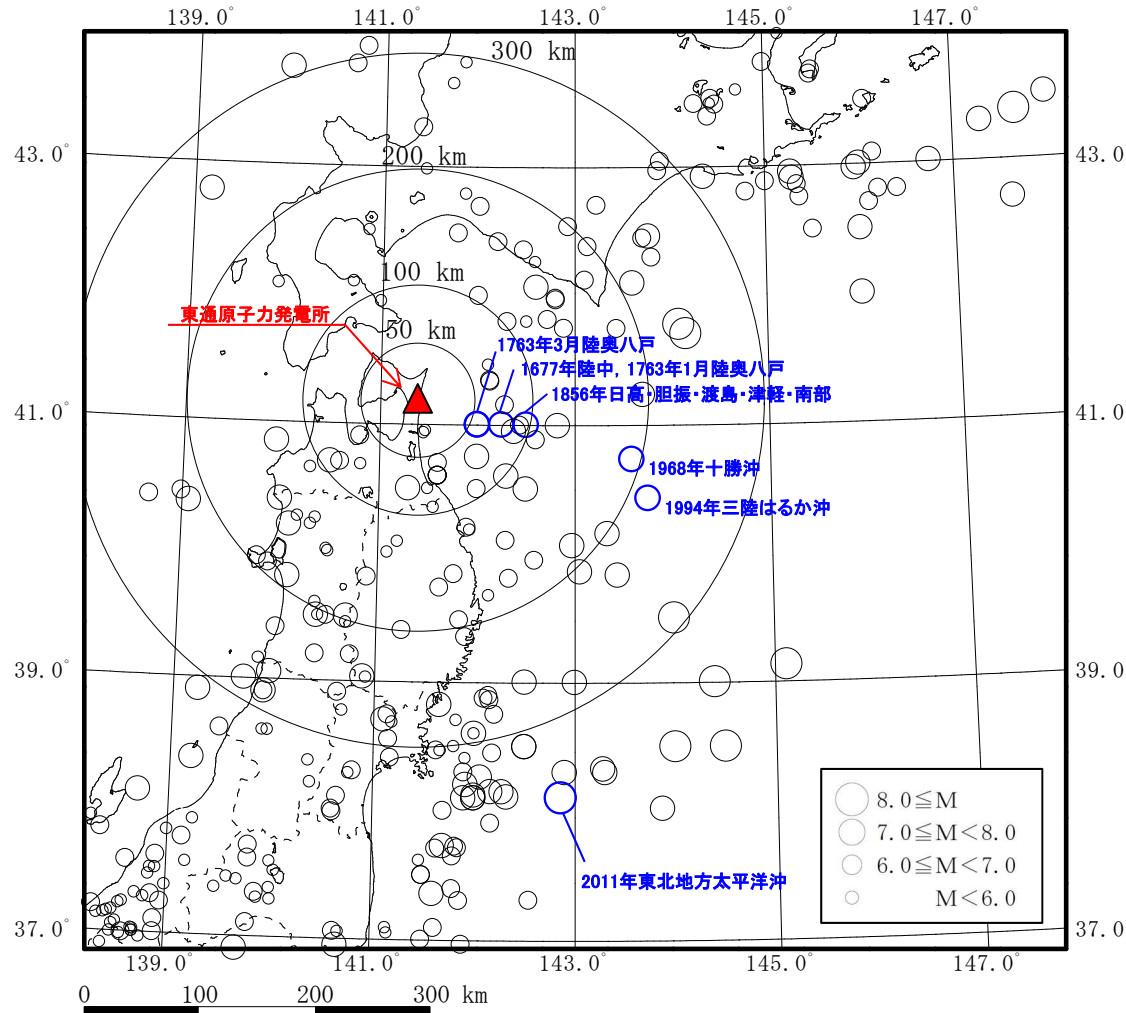 139.0° 141.0° 143.0° 145.0° 147.0°
300 km
43.0° 200 km 43.0°
100 km
東通原子力発電所
50 km
1763年3月陸奥八戸
1677年陸中，1763年1月陸奥八戸
1856年日高・胆振・渡島・津軽・南部
41.0° 41.0°
1968年十勝沖
1994年三陸はるか沖
39.0° 39.0°
8.0≦M
7.0≦M<8.0
6.0≦M<7.0
M<6.0
2011年東北地方太平洋沖
37.0° 37.0°
139.0° 141.0° 143.0° 145.0° 147.0°
0 100 200 300 km